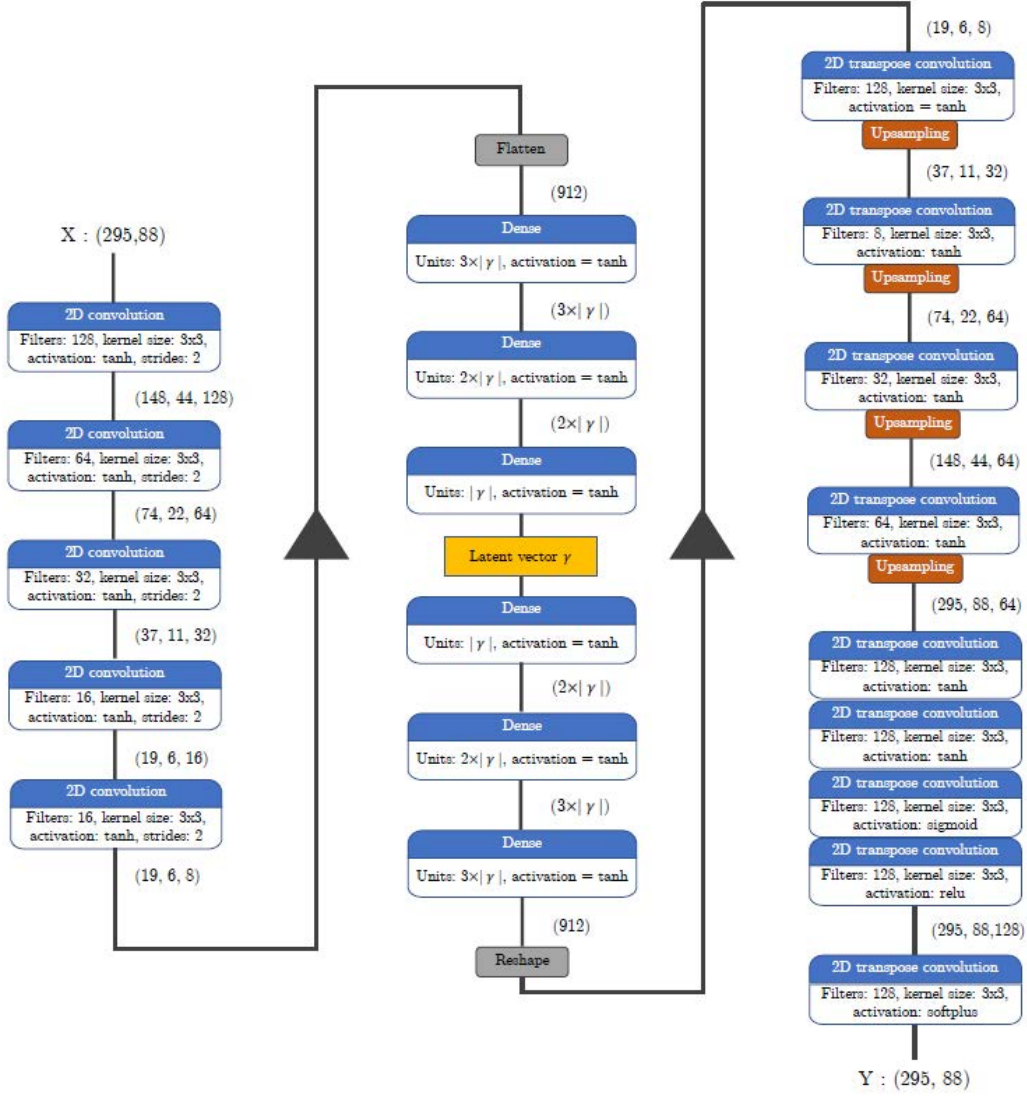 X : (295,88)
2D convolution
Filters: 128, kernel size: 3x3,
activation: tanh, strides: 2
(148, 44, 128)
2D convolution
Filters: 64, kernel size: 3x3,
activation: tanh, strides: 2
(74, 22, 64)
2D convolution
Filters: 32, kernel size: 3x3,
activation: tanh, strides: 2
(37, 11, 32)
2D convolution
Filters: 16, kernel size: 3x3,
activation: tanh, strides: 2
(19, 6, 16)
2D convolution
Filters: 16, kernel size: 3x3,
activation: tanh, strides: 2
(19, 6, 8)
Flatten
(912)
Dense
Units: 3×| γ |, activation = tanh
(3×| γ |)
Dense
Units: 2×| γ |, activation = tanh
(2×| γ |)
Dense
Units: | γ |, activation = tanh
Latent vector γ
Dense
Units: | γ |, activation = tanh
(2×| γ |)
Dense
Units: 2×| γ |, activation = tanh
(3×| γ |)
Dense
Units: 3×| γ |, activation = tanh
(912)
Reshape
(19, 6, 8)
2D transpose convolution
Filters: 128, kernel size: 3x3,
activation = tanh
Upsampling
(37, 11, 32)
2D transpose convolution
Filters: 8, kernel size: 3x3,
activation: tanh
Upsampling
(74, 22, 64)
2D transpose convolution
Filters: 32, kernel size: 3x3,
activation: tanh
Upsampling
(148, 44, 64)
2D transpose convolution
Filters: 64, kernel size: 3x3,
activation: tanh
Upsampling
(295, 88, 64)
2D transpose convolution
Filters: 128, kernel size: 3x3,
activation: tanh
2D transpose convolution
Filters: 128, kernel size: 3x3,
activation: tanh
2D transpose convolution
Filters: 128, kernel size: 3x3,
activation: sigmoid
2D transpose convolution
Filters: 128, kernel size: 3x3,
activation: relu
(295, 88,128)
2D transpose convolution
Filters: 128, kernel size: 3x3,
activation: softplus
Y : (295, 88)